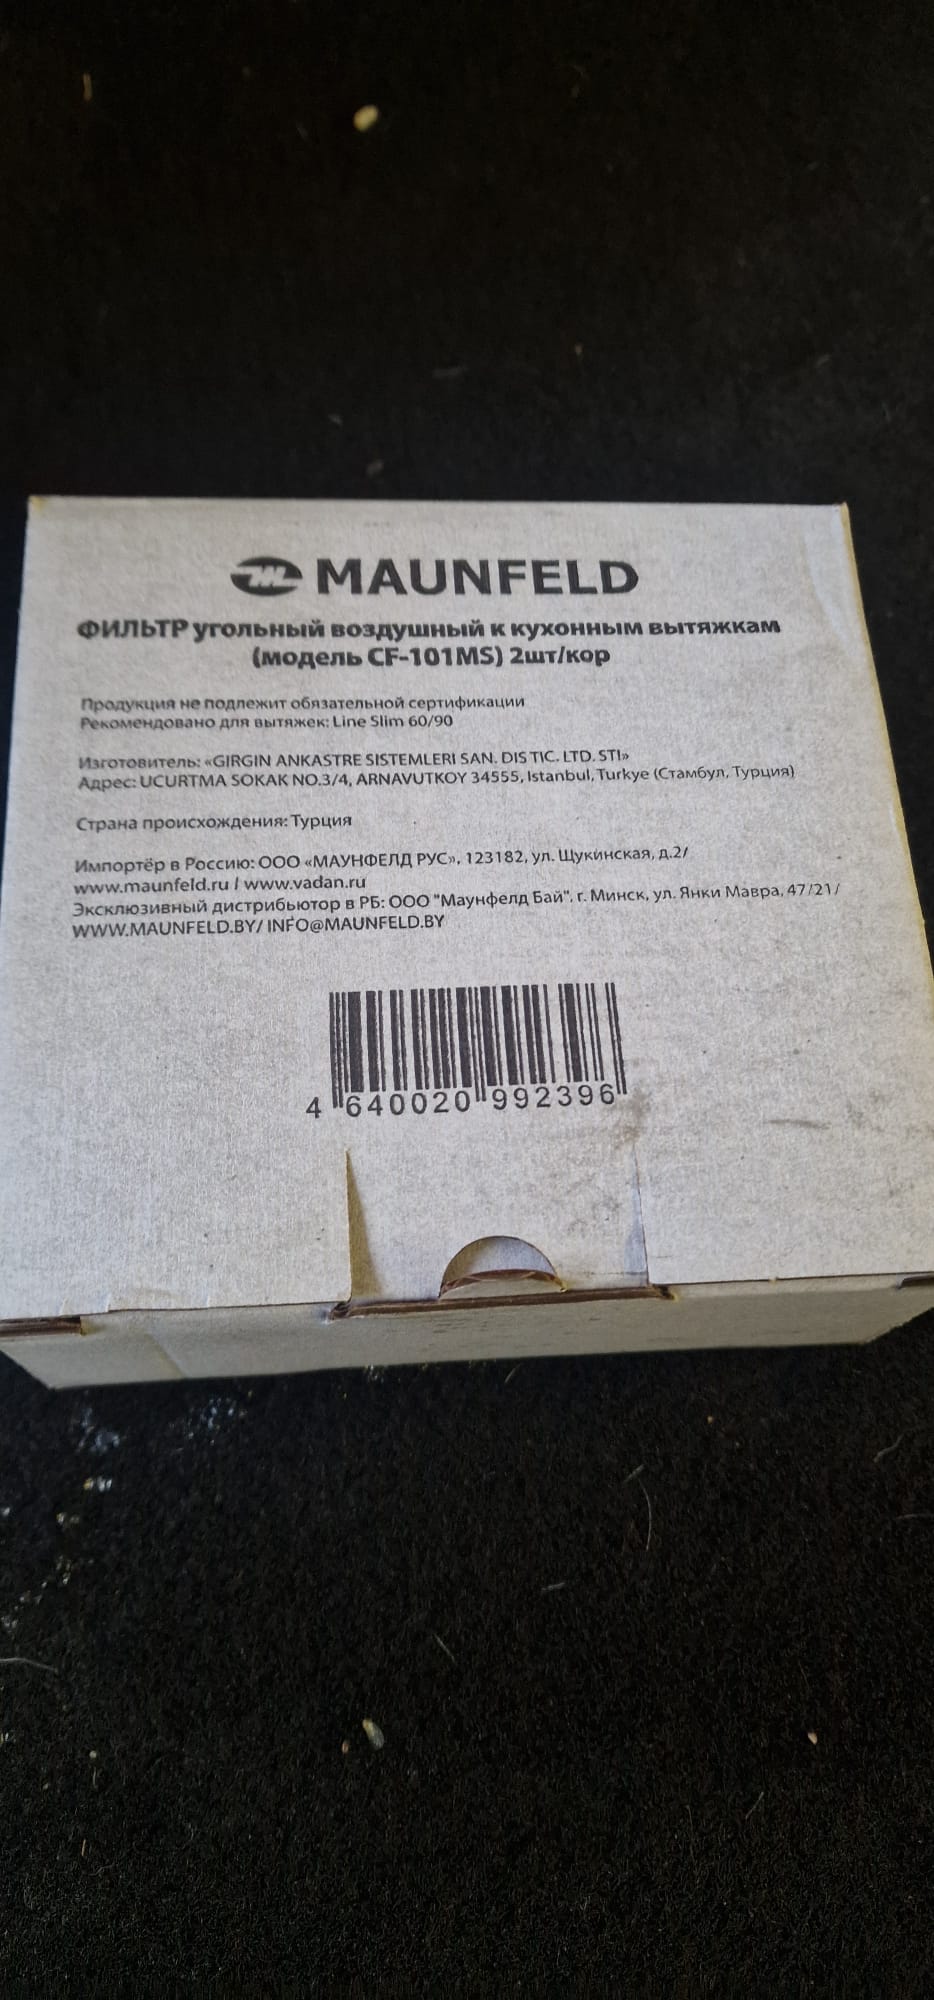 MAUNFELD
ФИЛЬТР угольный воздушный к кухонным вытяжкам
(модель CF-101MS) 2шт/кор
Продукция не подлежит обязательной сертификации
Рекомендовано для вытяжек: Line Slim 60/90
Изготовитель: «GIRGIN ANKASTRE SISTEMLERI SAN. DIS TIC. LTD. STI»
Адрес: UCURTMA SOKAK NO.3/4, ARNAVUTKOY 34555, Istanbul, Turkye (Стамбул, Турция)
Страна происхождения: Турция
Импортёр в Россию: ООО «МАУНФЕЛД РУС», 123182, ул. Щукинская, д.2/
www.maunfeld.ru / www.vadan.ru
Эксклюзивный дистрибьютор в РБ: ООО "Маунфелд Бай". г. Минск, ул. Янки Мавра, 47/21/
WWW.MAUNFELD.BY/ INFO@MAUNFELD.BY
4 640020 992396